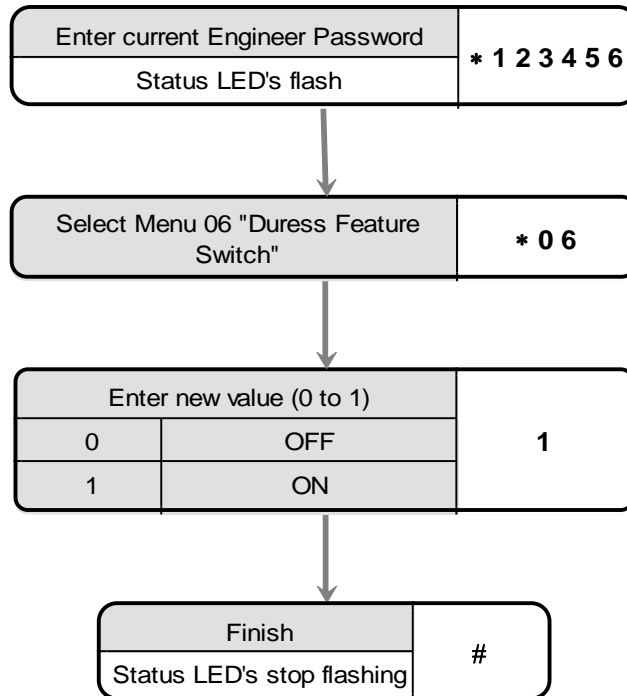 Enter current Engineer Password
* 1 2 3 4 5 6
Status LED's flash
Select Menu 06 "Duress Feature
Switch"
* 0 6
Enter new value (0 to 1)
0 OFF
1
1 ON
Finish
#
Status LED's stop flashing